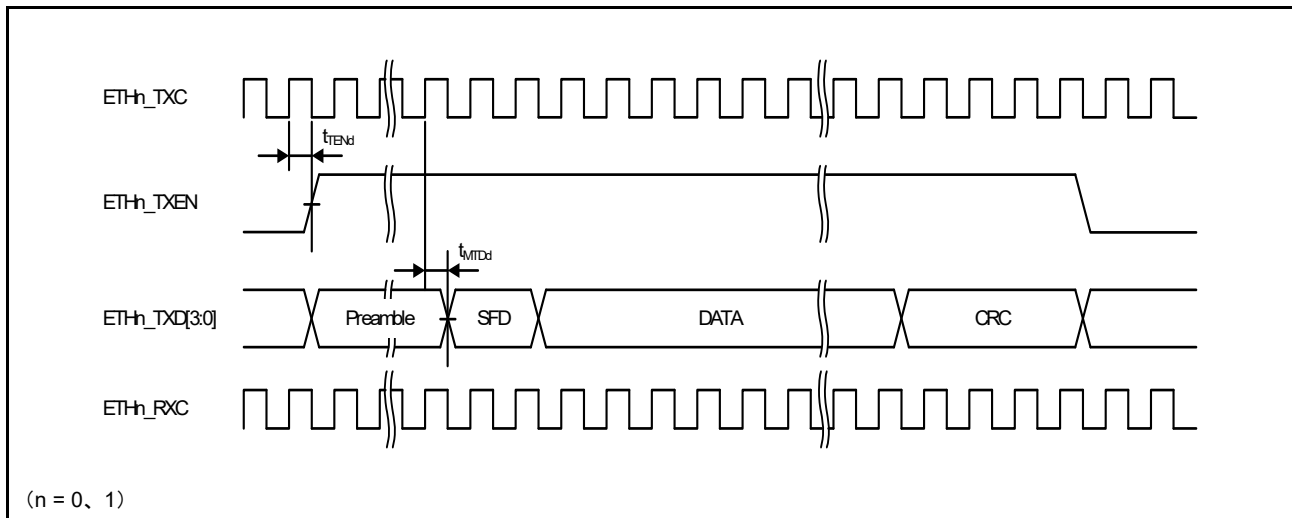 ETHn_TXC
tTENd
ETHn_TXEN
tMTDd
ETHn_TXD[3:0]
Preamble
SFD
DATA
CRC
ETHn_RXC
（n = 0、1）